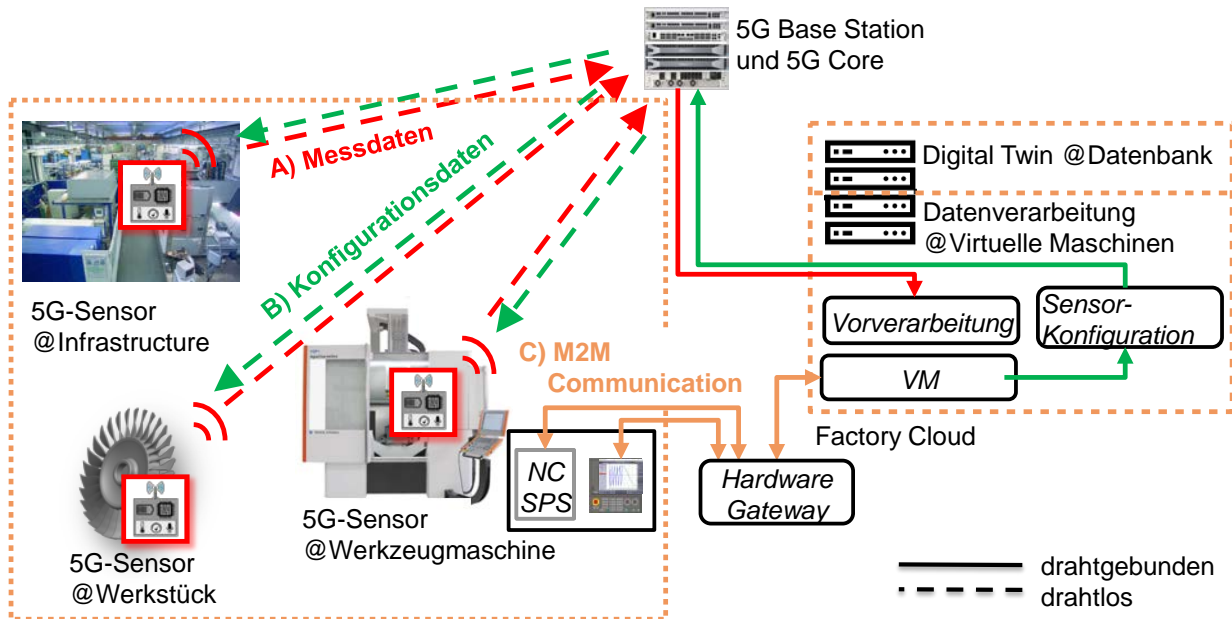 5G Base Station
und 5G Core
A) Messdaten
B) Konfigurationsdaten
5G-Sensor
@Infrastructure
5G-Sensor
@Werkstück
5G-Sensor
@Werkzeugmaschine
C) M2M
Communication
NC
SPS
Hardware
Gateway
Digital Twin @Datenbank
Datenverarbeitung
@Virtuelle Maschinen
Vorverarbeitung
Sensor-
Konfiguration
VM
Factory Cloud
drahtgebunden
drahtlos